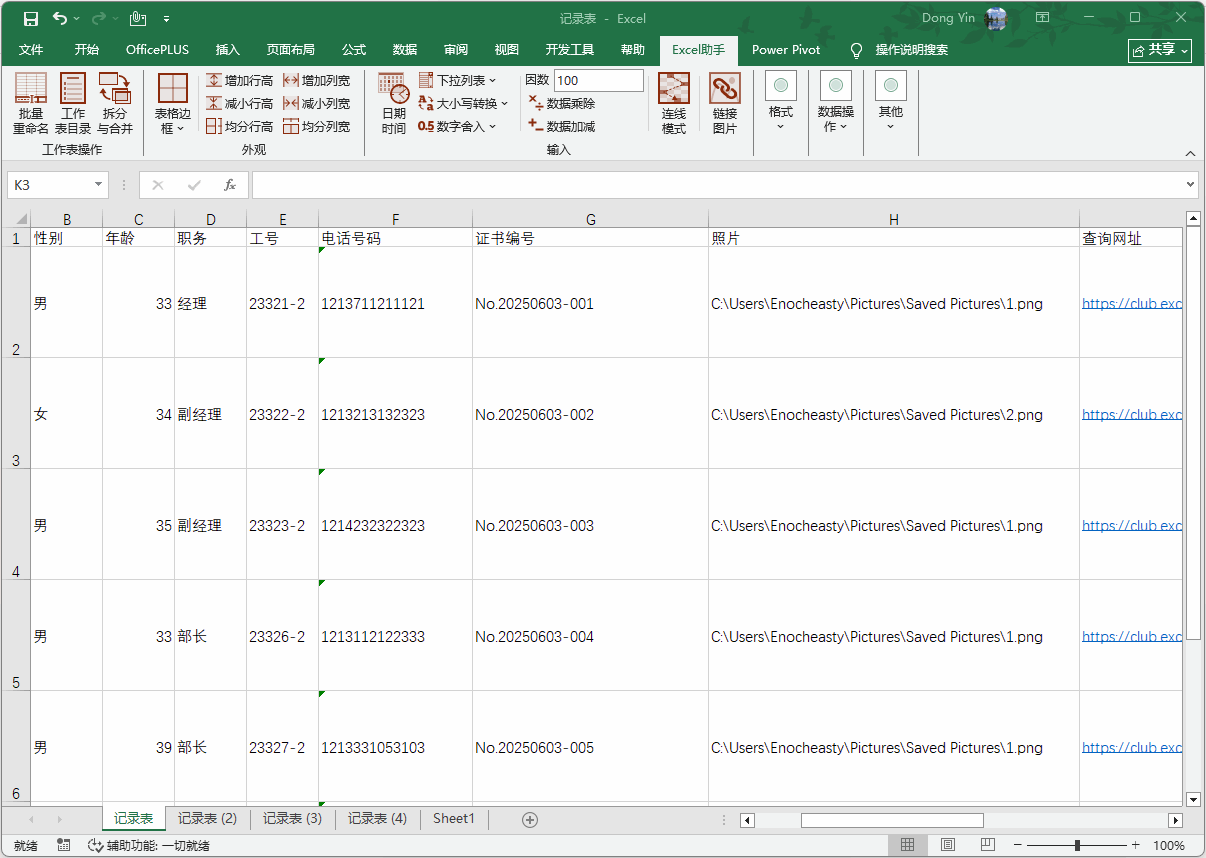 记录表 - Excel
Dong Yin
文件 开始 OfficePLUS 插入 页面布局 公式 数据 审阅 视图 开发工具 帮助 Excel助手 Power Pivot 操作说明搜索 共享
批量重命名 工作表目录 拆分与合并
工作表操作
表格边框
增加行高 增加列宽
减小行高 减小列宽
均分行高 均分列宽
外观
日期时间
下拉列表
大小写转换
0.5 数字舍入
因数 100
数据乘除
数据加减
输入
连线模式
链接图片
格式
数据操作
其他
K3
fx
B C D E F G H
1 性别 年龄 职务 工号 电话号码 证书编号 照片 查询网址
2 男 33 经理 23321-2 1213711211121 No.20250603-001 C:\Users\Enocheasty\Pictures\Saved Pictures\1.png https://club.exc
3 女 34 副经理 23322-2 1213213132323 No.20250603-002 C:\Users\Enocheasty\Pictures\Saved Pictures\2.png https://club.exc
4 男 35 副经理 23323-2 1214232322323 No.20250603-003 C:\Users\Enocheasty\Pictures\Saved Pictures\1.png https://club.exc
5 男 33 部长 23326-2 1213112122333 No.20250603-004 C:\Users\Enocheasty\Pictures\Saved Pictures\1.png https://club.exc
6 男 39 部长 23327-2 1213331053103 No.20250603-005 C:\Users\Enocheasty\Pictures\Saved Pictures\1.png https://club.exc
记录表 记录表 (2) 记录表 (3) 记录表 (4) Sheet1
就绪 辅助功能: 一切就绪 100%